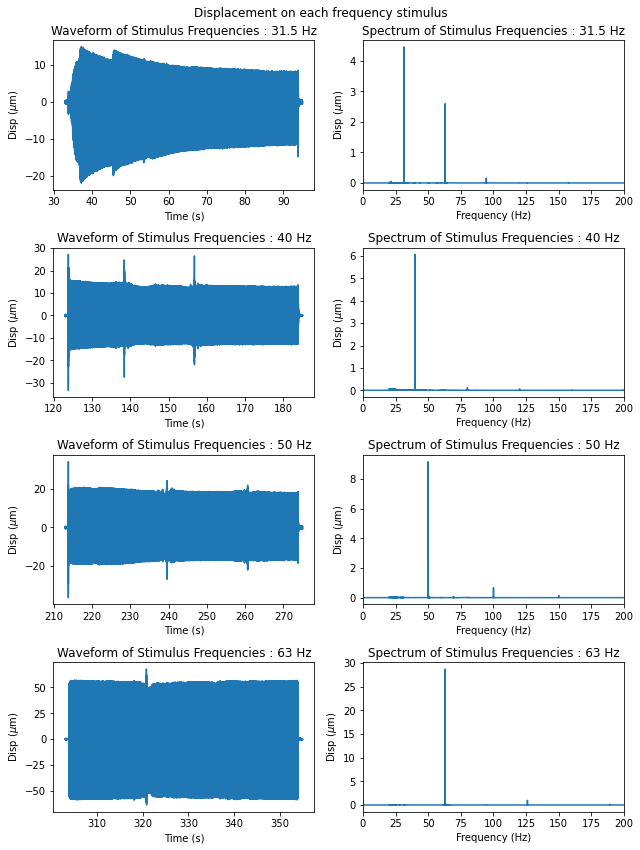 Displacement on each frequency stimulus
Waveform of Stimulus Frequencies : 31.5 Hz
Disp (μm)
10
0
−10
−20
30 40 50 60 70 80 90
Time (s)
Spectrum of Stimulus Frequencies : 31.5 Hz
Disp (μm)
4
3
2
1
0
0 25 50 75 100 125 150 175 200
Frequency (Hz)
Waveform of Stimulus Frequencies : 40 Hz
Disp (μm)
30
20
10
0
−10
−20
−30
120 130 140 150 160 170 180
Time (s)
Spectrum of Stimulus Frequencies : 40 Hz
Disp (μm)
6
5
4
3
2
1
0
0 25 50 75 100 125 150 175 200
Frequency (Hz)
Waveform of Stimulus Frequencies : 50 Hz
Disp (μm)
20
0
−20
210 220 230 240 250 260 270
Time (s)
Spectrum of Stimulus Frequencies : 50 Hz
Disp (μm)
8
6
4
2
0
0 25 50 75 100 125 150 175 200
Frequency (Hz)
Waveform of Stimulus Frequencies : 63 Hz
Disp (μm)
50
25
0
−25
−50
310 320 330 340 350
Time (s)
Spectrum of Stimulus Frequencies : 63 Hz
Disp (μm)
30
25
20
15
10
5
0
0 25 50 75 100 125 150 175 200
Frequency (Hz)